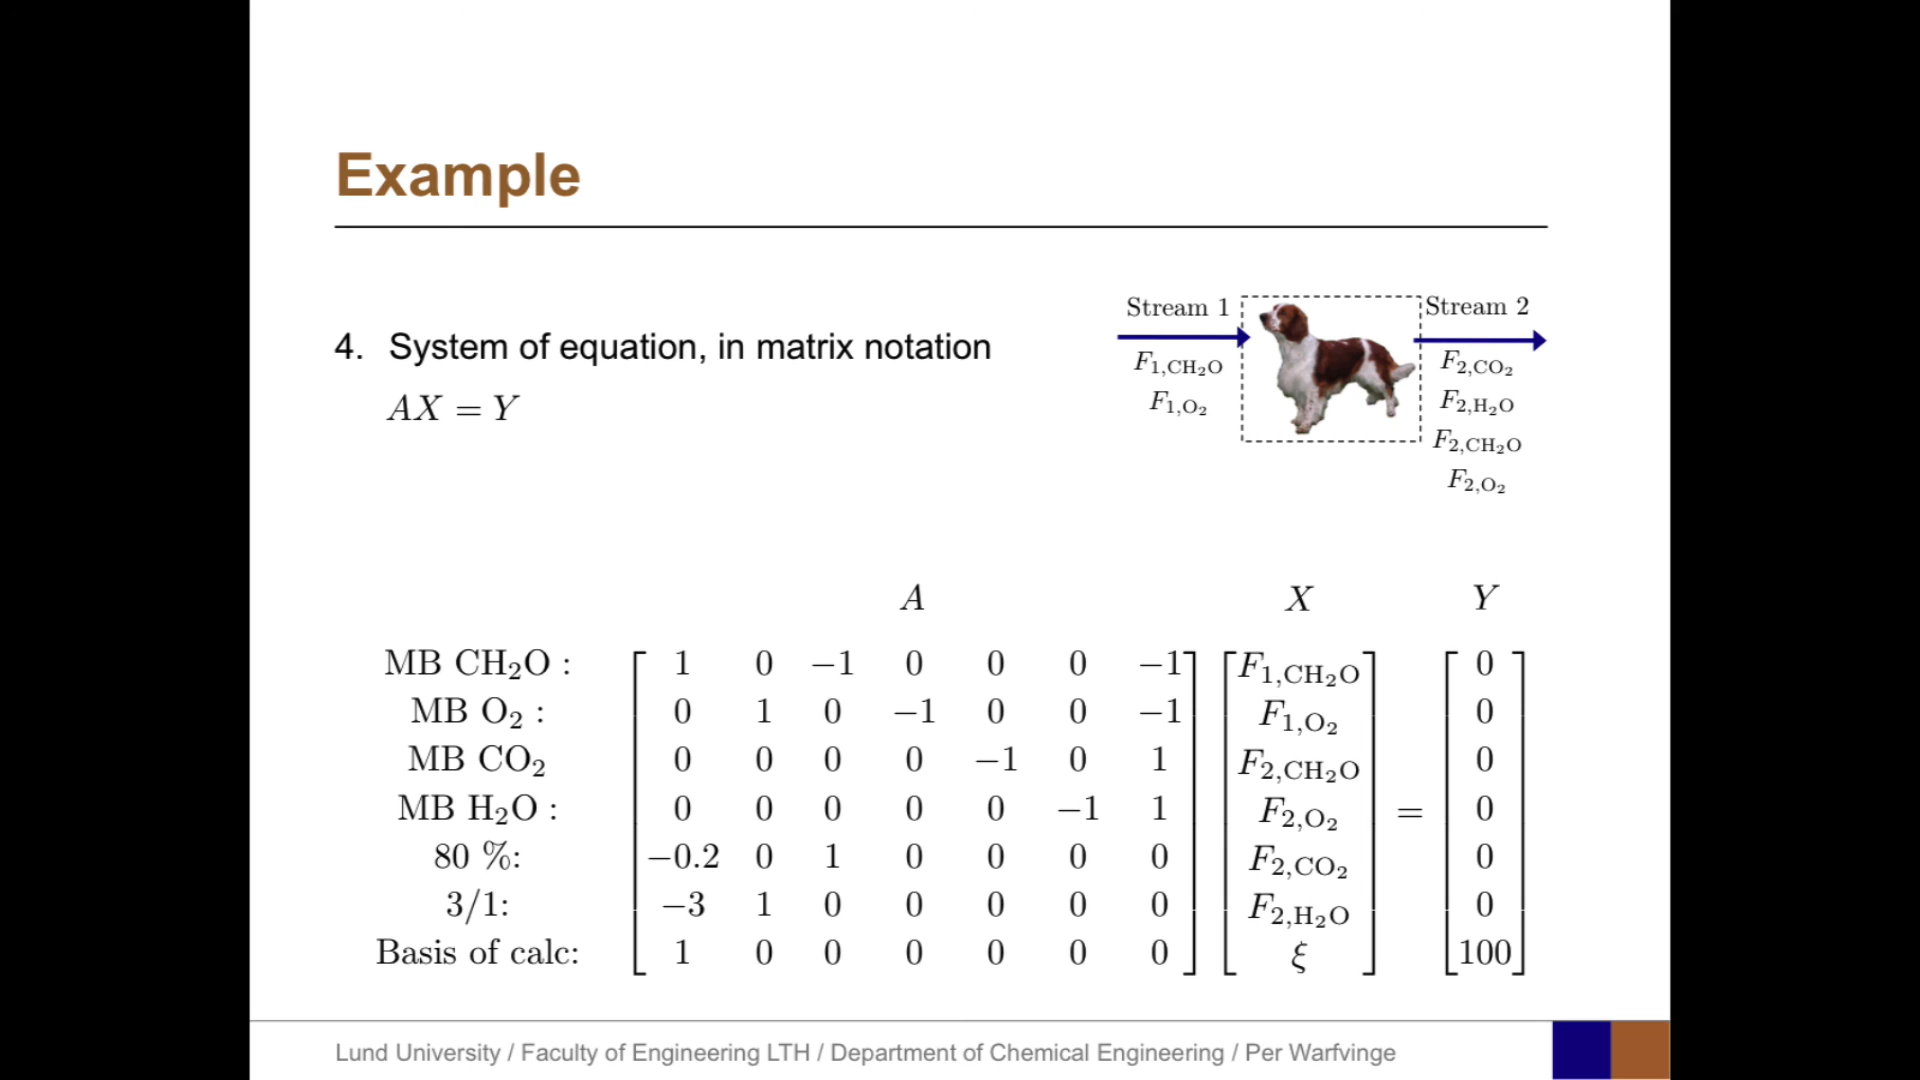 Example
4. System of equation, in matrix notation
AX = Y
Stream 1
F1,CH2O
F1,O2
Stream 2
F2,CO2
F2,H2O
F2,CH2O
F2,O2
A X Y
MB CH2O : 1 0 −1 0 0 0 −1 F1,CH2O 0
MB O2 : 0 1 0 −1 0 0 −1 F1,O2 0
MB CO2 0 0 0 0 −1 0 1 F2,CH2O 0
MB H2O : 0 0 0 0 0 −1 1 F2,O2 = 0
80 %: −0.2 0 1 0 0 0 0 F2,CO2 0
3/1: −3 1 0 0 0 0 0 F2,H2O 0
Basis of calc: 1 0 0 0 0 0 0 ξ 100
Lund University / Faculty of Engineering LTH / Department of Chemical Engineering / Per Warfvinge